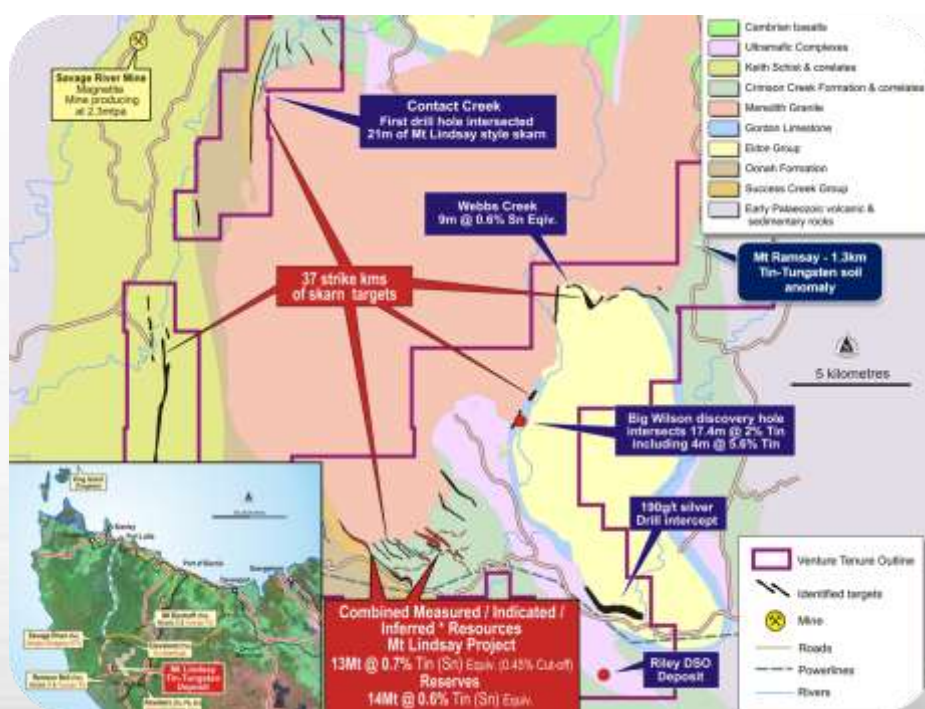 Savage River Mine
Magnetite
Mine producing
at 2.3mtpa
Contact Creek
First drill hole intersected
21m of Mt Lindsay style skarn
Webbs Creek
9m @ 0.6% Sn Eqiv.
37 strike kms
of skarn targets
Cambrian basalts
Ultramafic Complexes
Keith Schist & correlates
Crimson Creek Formation & correlates
Meredith Granite
Gordon Limestone
Eldon Group
Oonah Formation
Success Creek Group
Early Palaeozoic volcanic &
sedimentary rocks
Mt Ramsay - 1.3km
Tin-Tungsten soil
anomaly
5 kilometres
Big Wilson discovery hole
intersects 17.4m @ 2% Tin
including 4m @ 5.6% Tin
190g/t silver
Drill intercept
Combined Measured / Indicated /
Inferred * Resources
Mt Lindsay Project
13Mt @ 0.7% Tin (Sn) Equiv. (0.45% Cut-off)
Reserves
14Mt @ 0.6% Tin (Sn) Equiv.
Riley DSO
Deposit
Venture Tenure Outline
Identified targets
Mine
Roads
Powerlines
Rivers
Mt Lindsay
Tin-Tungsten
Deposit